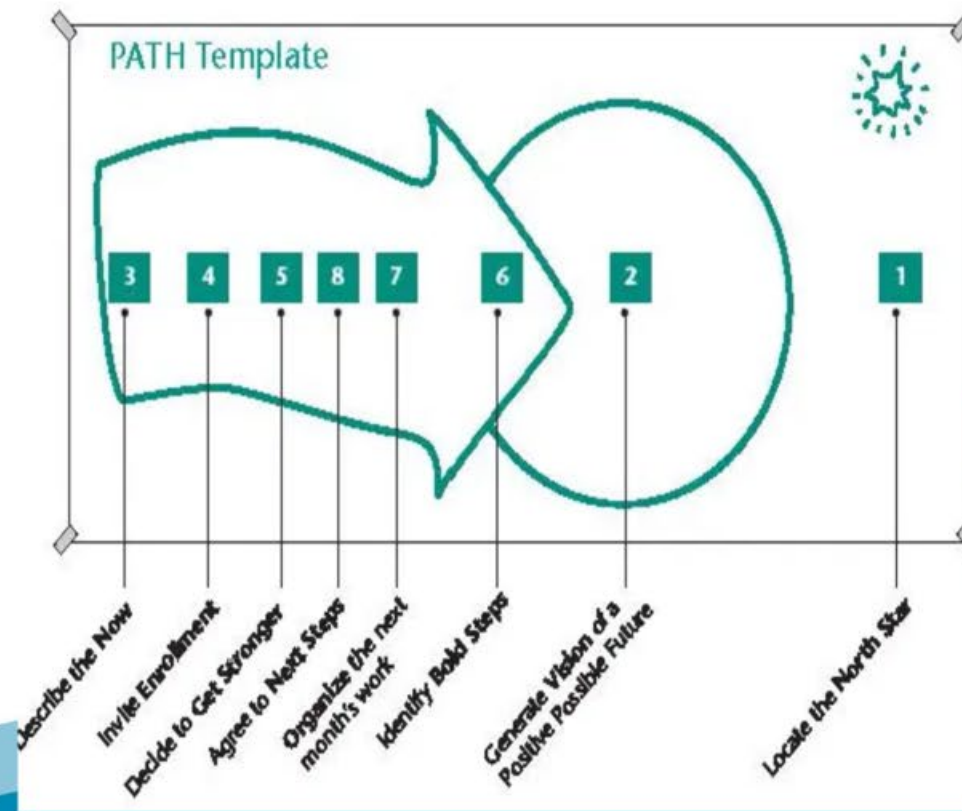 PATH Template
3
4
5
8
7
6
2
1
Describe the Now
Invite Enrollment
Decide to Get Stronger
Agree to Next Steps
Organize the next
month's work
Identify Bold Steps
Generate Vision of a
Positive Possible Future
Locate the North Star